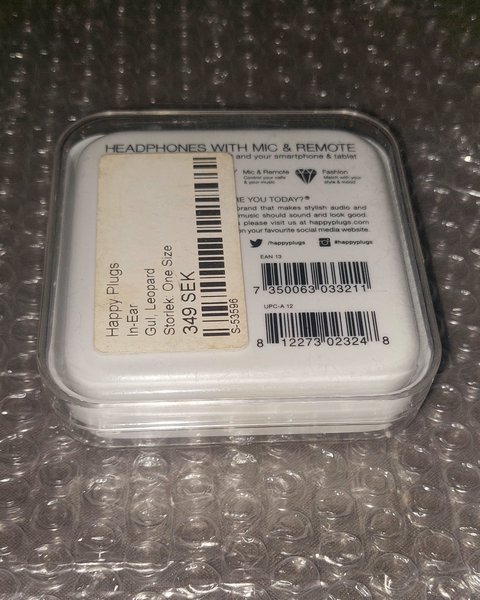 HEADPHONES WITH MIC & REMOTE
and your smartphone & tablet
Mic & Remote
Control your calls
& your music
Fashion
Match with your
style & mood
RE YOU TODAY?®
brand that makes stylish audio and
music should sound and look good.
please visit us at happyplugs.com
n your favourite social media website.
/happyplugs
#happyplugs
EAN 13
7 350063 033211
UPC-A 12
8 12273 02324 8
Happy Plugs
In-Ear
Gul, Leopard
Storlek: One Size
349 SEK
S-53596